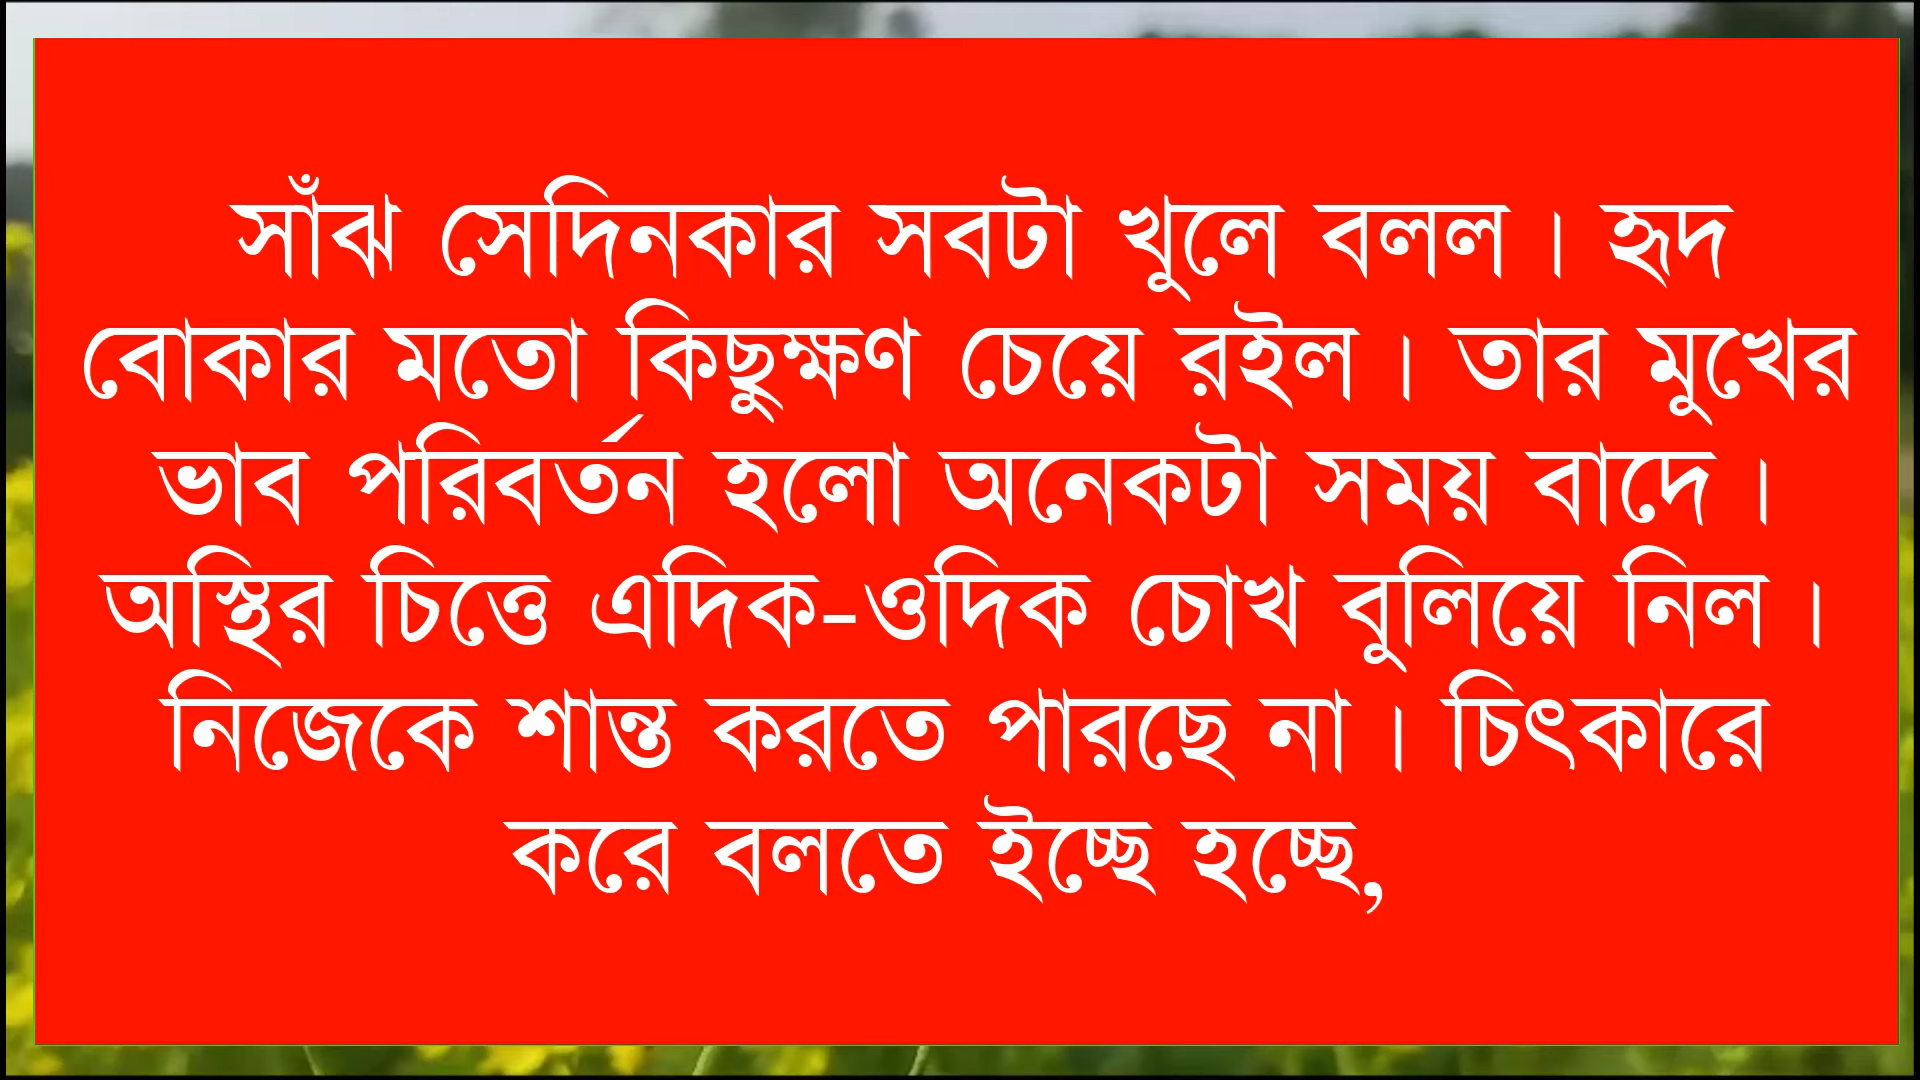 সাঁঝ সেদিনকার সবটা খুলে বলল। হৃদ
বোকার মতো কিছুক্ষণ চেয়ে রইল। তার মুখের
ভাব পরিবর্তন হলো অনেকটা সময় বাদে।
অস্থির চিত্তে এদিক-ওদিক চোখ বুলিয়ে নিল।
নিজেকে শান্ত করতে পারছে না। চিৎকারে
করে বলতে ইচ্ছে হচ্ছে,